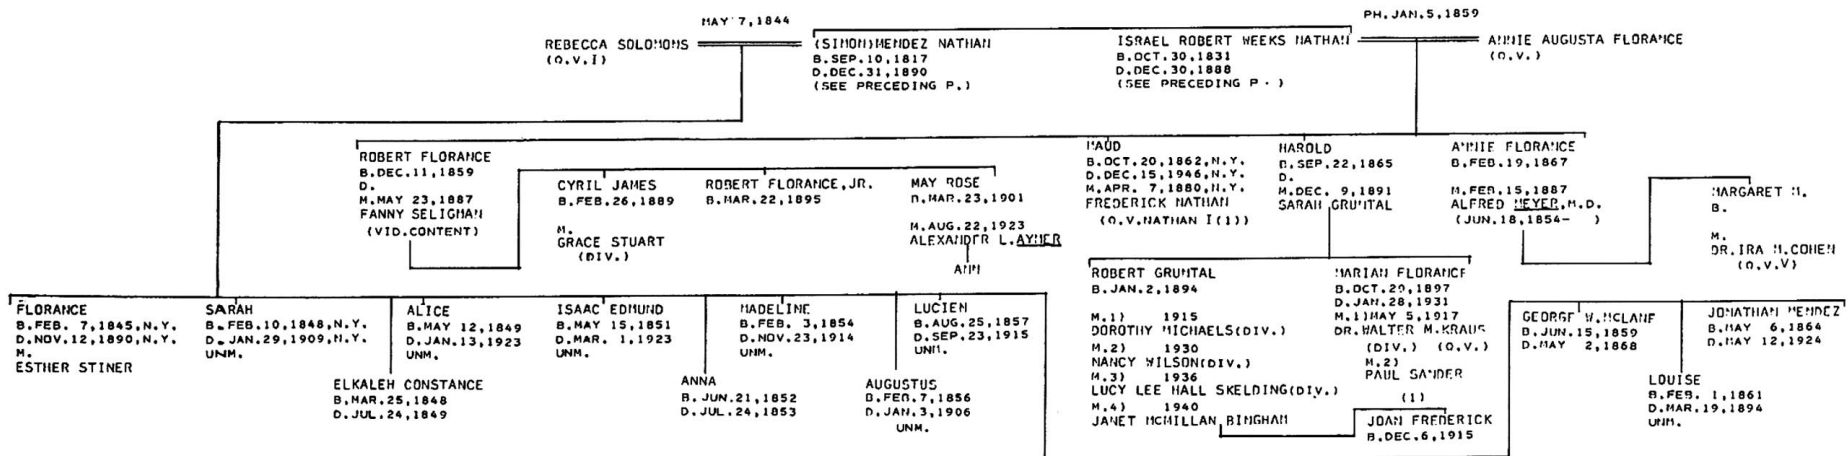 MAY 7,1844
PH.JAN.5,1859
REBECCA SOLOMONS
(Q.V.I)
(SIMON)MENDEZ NATHAN
B.SEP.10,1817
D.DEC.31,1890
(SEE PRECEDING P.)
ISRAEL ROBERT WEEKS NATHAN
B.OCT.30,1831
D.DEC.30,1888
(SEE PRECEDING P.)
ANNIE AUGUSTA FLORANCE
(Q.V.)
ROBERT FLORANCE
B.DEC.11,1859
D.
M.MAY 23,1887
FANNY SELIGMAN
(VID.CONTENT)
CYRIL JAMES
B.FEB.26,1889
M.
GRACE STUART
(DIV.)
ROBERT FLORANCE,JR.
B.MAR.22,1895
MAY ROSE
B.MAR.23,1901
M.AUG.22,1923
ALEXANDER L.AYMER
ANN
MAUD
B.OCT.20,1862,N.Y.
D.DEC.15,1946,N.Y.
M.APR. 7,1880,N.Y.
FREDERICK NATHAN
(Q.V.NATHAN I(1))
HAROLD
B.SEP.22,1865
D.
M.DEC. 9,1891
SARAH GRUNTAL
ANNIE FLORANCE
B.FEB.19,1867
M.FEB.15,1887
ALFRED MEYER,M.D.
(JUN.18,1854- )
MARGARET M.
B.
M.
DR.IRA M.COHEN
(Q.V.V)
ROBERT GRUNTAL
B.JAN.2,1894
M.1) 1915
DOROTHY MICHAELS(DIV.)
M.2) 1930
NANCY WILSON(DIV.)
M.3) 1936
LUCY LEE HALL SKELDING(DIV.)
M.4) 1940
JANET MCMILLAN BINGHAM
MARIAN FLORANCE
B.OCT.29,1897
D.JAN.28,1931
M.1)MAY 5,1917
DR.WALTER M.KRAUS
(DIV.) (Q.V.)
M.2)
PAUL SANDER
(1)
JOAN FREDERICK
B.DEC.6,1915
FLORANCE
B.FEB. 7,1845,N.Y.
D.NOV.12,1890,N.Y.
M.
ESTHER STINER
SARAH
B.FEB.10,1848,N.Y.
D.JAN.29,1909,N.Y.
UNM.
ALICE
B.MAY 12,1849
D.JAN.13,1923
UNM.
ISAAC EDMUND
B.MAY 15,1851
D.MAR. 1,1923
UNM.
MADELINE
B.FEB. 3,1854
D.NOV.23,1914
UNM.
LUCIEN
B.AUG.25,1857
D.SEP.23,1915
UNM.
GEORGE W.MCLANE
B.JUN.15,1859
D.MAY 2,1868
JONATHAN MENDEZ
B.MAY 6,1864
D.MAY 12,1924
ELKALEH CONSTANCE
B.MAR.25,1848
D.JUL.24,1849
ANNA
B.JUN.21,1852
D.JUL.24,1853
AUGUSTUS
B.FEB.7,1856
D.JAN.3,1906
UNM.
LOUISE
B.FEB. 1,1861
D.MAR.19,1894
UNM.